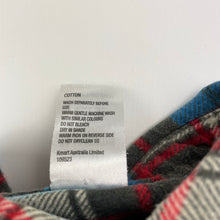 COTTON
WASH SEPARATELY BEFORE
USE
WARM GENTLE MACHINE WASH
WITH SIMILAR COLOURS
DO NOT BLEACH
DRY IN SHADE
WARM IRON ON REVERSE SIDE
DO NOT DRYCLEAN
Kmart Australia Limited
109523